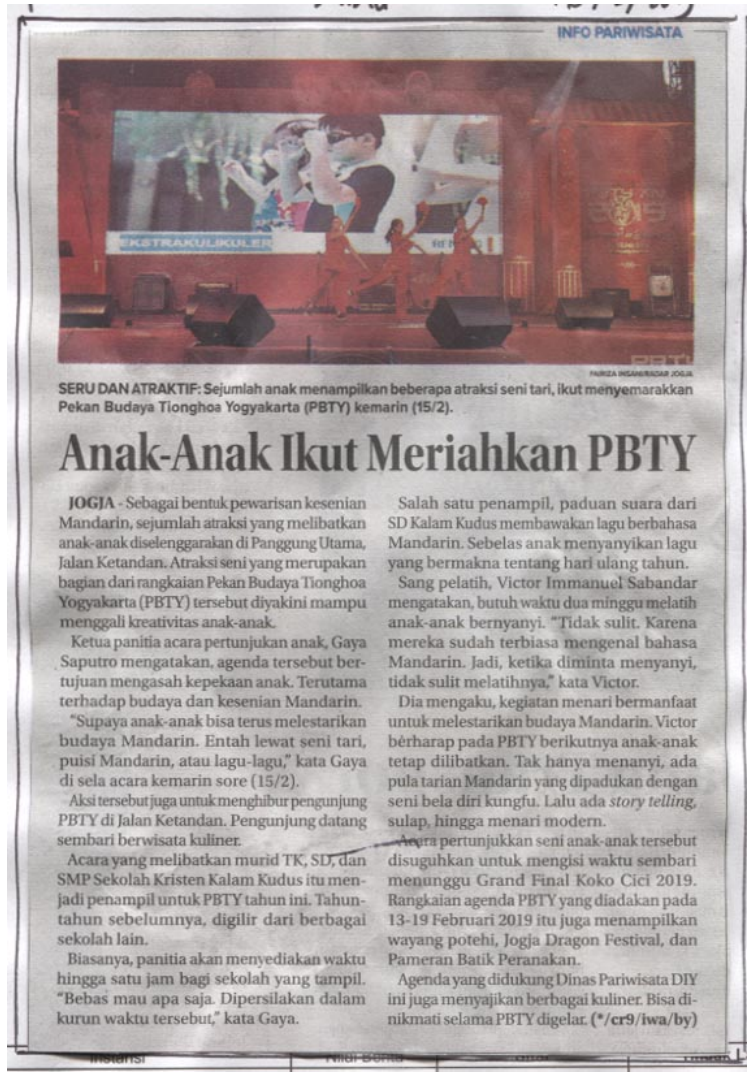 INFO PARIWISATA
EKSTRAKULIKULER
PBTY
FAIRIZA INSANI/RADAR JOGJA
SERU DAN ATRAKTIF: Sejumlah anak menampilkan beberapa atraksi seni tari, ikut menyemarakkan
Pekan Budaya Tionghoa Yogyakarta (PBTY) kemarin (15/2).
Anak-Anak Ikut Meriahkan PBTY
JOGJA - Sebagai bentuk pewarisan kesenian
Mandarin, sejumlah atraksi yang melibatkan
anak-anak diselenggarakan di Panggung Utama,
Jalan Ketandan. Atraksi seni yang merupakan
bagian dari rangkaian Pekan Budaya Tionghoa
Yogyakarta (PBTY) tersebut diyakini mampu
menggali kreativitas anak-anak.
Ketua panitia acara pertunjukan anak, Gaya
Saputro mengatakan, agenda tersebut ber-
tujuan mengasah kepekaan anak. Terutama
terhadap budaya dan kesenian Mandarin.
"Supaya anak-anak bisa terus melestarikan
budaya Mandarin. Entah lewat seni tari,
puisi Mandarin, atau lagu-lagu," kata Gaya
di sela acara kemarin sore (15/2).
Aksi tersebut juga untuk menghibur pengunjung
PBTY di Jalan Ketandan. Pengunjung datang
sembari berwisata kuliner.
Acara yang melibatkan murid TK, SD, dan
SMP Sekolah Kristen Kalam Kudus itu men-
jadi penampil untuk PBTY tahun ini. Tahun-
tahun sebelumnya, digilir dari berbagai
sekolah lain.
Biasanya, panitia akan menyediakan waktu
hingga satu jam bagi sekolah yang tampil.
"Bebas mau apa saja. Dipersilakan dalam
kurun waktu tersebut," kata Gaya.
Salah satu penampil, paduan suara dari
SD Kalam Kudus membawakan lagu berbahasa
Mandarin. Sebelas anak menyanyikan lagu
yang bermakna tentang hari ulang tahun.
Sang pelatih, Victor Immanuel Sabandar
mengatakan, butuh waktu dua minggu melatih
anak-anak bernyanyi. "Tidak sulit. Karena
mereka sudah terbiasa mengenal bahasa
Mandarin. Jadi, ketika diminta menyanyi,
tidak sulit melatihnya," kata Victor.
Dia mengaku, kegiatan menari bermanfaat
untuk melestarikan budaya Mandarin. Victor
berharap pada PBTY berikutnya anak-anak
tetap dilibatkan. Tak hanya menanyi, ada
pula tarian Mandarin yang dipadukan dengan
seni bela diri kungfu. Lalu ada story telling,
sulap, hingga menari modern.
Acara pertunjukkan seni anak-anak tersebut
disuguhkan untuk mengisi waktu sembari
menunggu Grand Final Koko Cici 2019.
Rangkaian agenda PBTY yang diadakan pada
13-19 Februari 2019 itu juga menampilkan
wayang potehi, Jogja Dragon Festival, dan
Pameran Batik Peranakan.
Agenda yang didukung Dinas Pariwisata DIY
ini juga menyajikan berbagai kuliner. Bisa di-
nikmati selama PBTY digelar. (*/cr9/iwa/by)